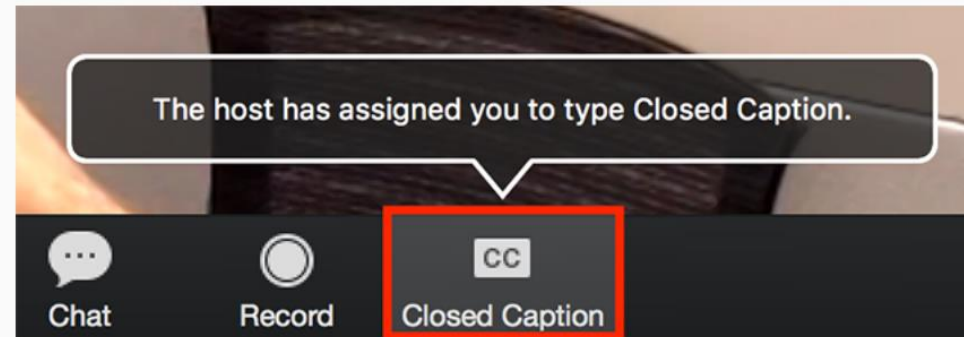 The host has assigned you to type Closed Caption.
CC
Chat
Record
Closed Caption